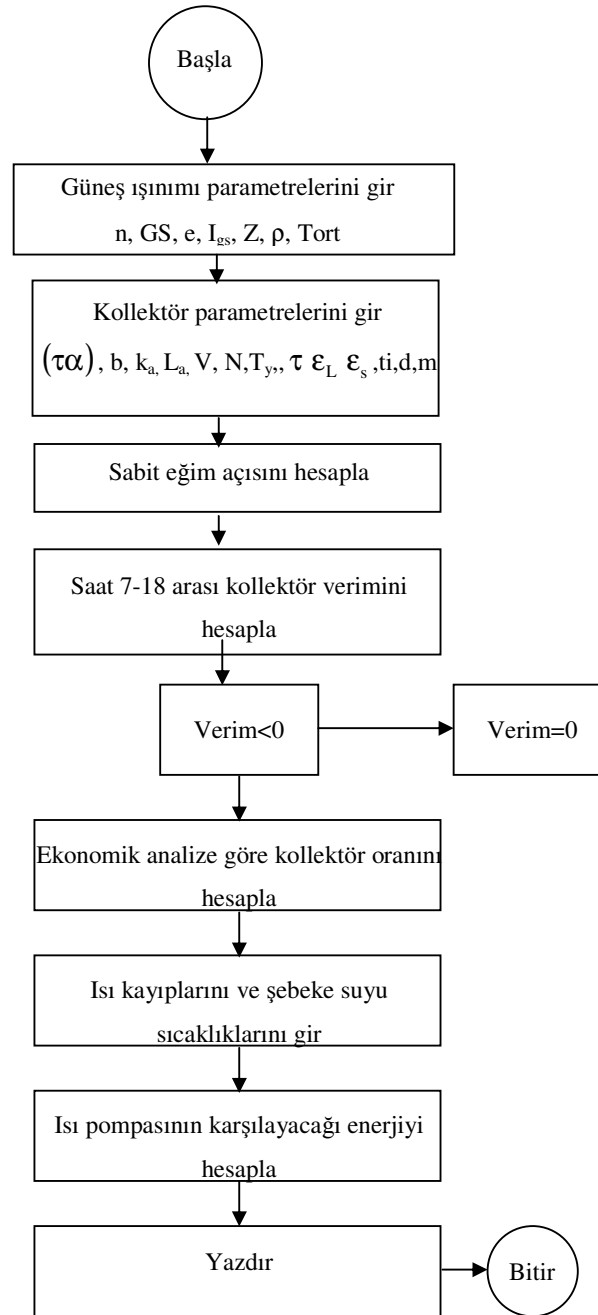 Başla
Güneş ışınımı parametrelerini gir
n, GS, e, Igs, Z, ρ, Tort
Kollektör parametrelerini gir
(τα), b, ka, La, V, N,Ty,, τ εL εs ,ti,d,m
Sabit eğim açısını hesapla
Saat 7-18 arası kollektör verimini
hesapla
Verim<0
Verim=0
Ekonomik analize göre kollektör oranını
hesapla
Isı kayıplarını ve şebeke suyu
sıcaklıklarını gir
Isı pompasının karşılayacağı enerjiyi
hesapla
Yazdır
Bitir